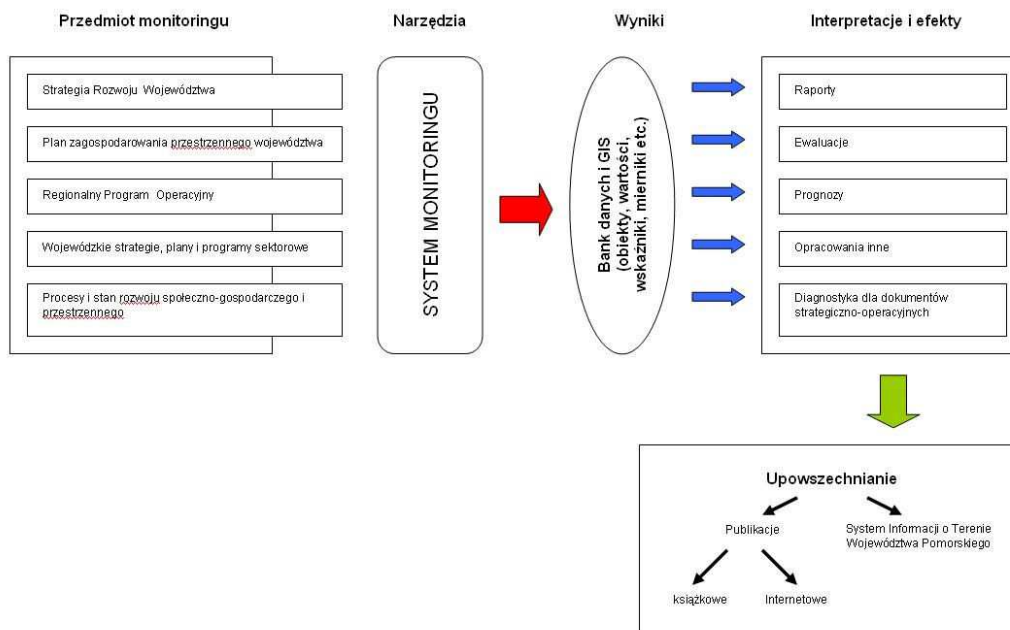 Przedmiot monitoringu
Narzędzia
Wyniki
Interpretacje i efekty
Strategia Rozwoju Województwa
Plan zagospodarowania przestrzennego województwa
Regionalny Program Operacyjny
Wojewódzkie strategie, plany i programy sektorowe
Procesy i stan rozwoju społeczno-gospodarczego i
przestrzennego
SYSTEM MONITORINGU
Bank danych i GIS
(obiekty, wartości,
wskaźniki, mierniki etc.)
Raporty
Ewaluacje
Prognozy
Opracowania inne
Diagnostyka dla dokumentów
strategiczno-operacyjnych
Upowszechnianie
Publikacje
System Informacji o Terenie
Województwa Pomorskiego
książkowe
Internetowe